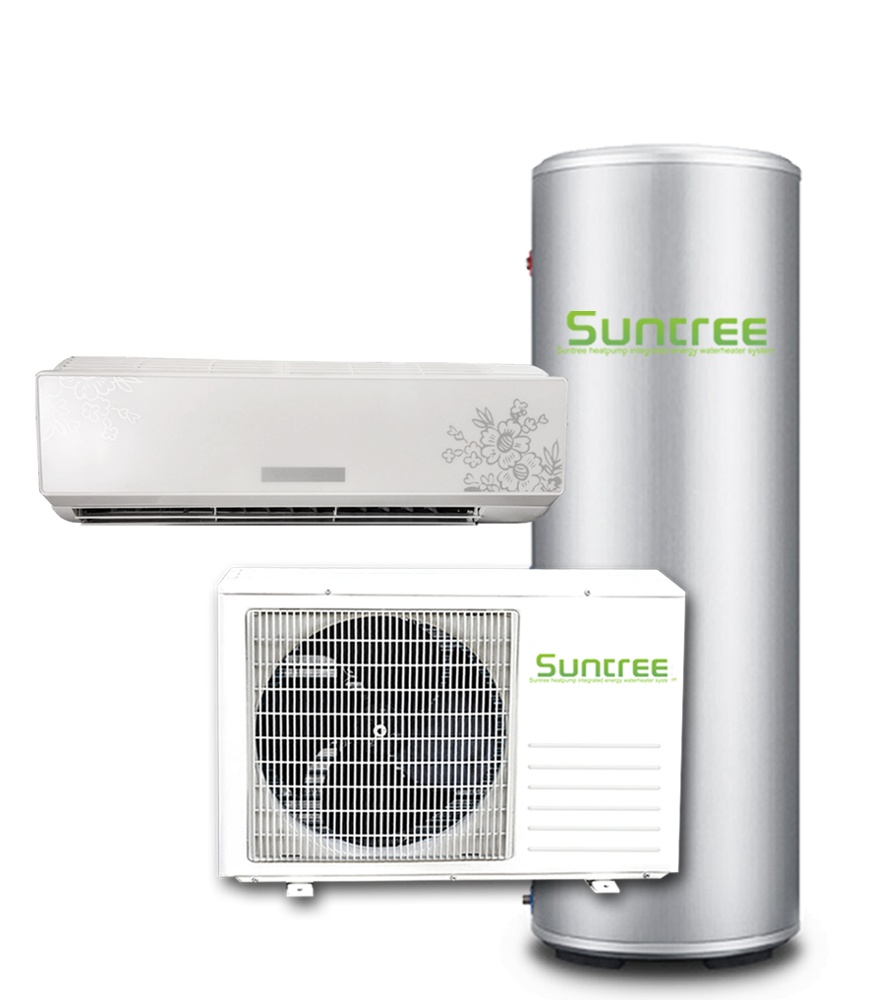 Suntree
Suntree heatpump integrated energy waterheater system
Suntree
Suntree heatpump integrated energy waterheater